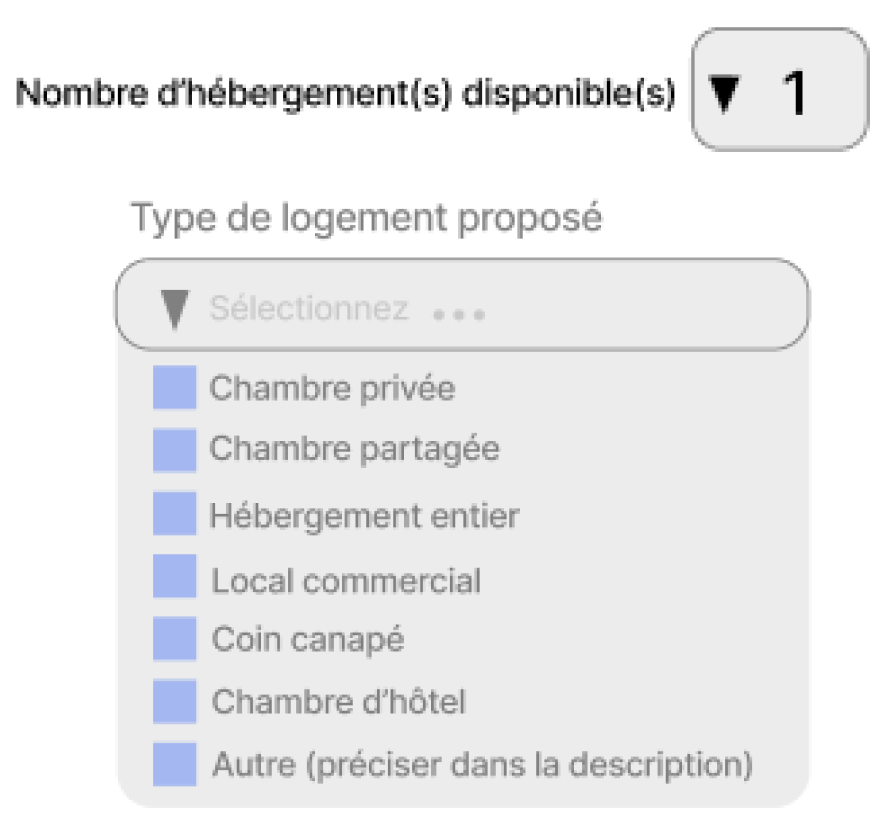 Nombre d'hébergement(s) disponible(s) ▼ 1
Type de logement proposé
▼ Sélectionnez ...
Chambre privée
Chambre partagée
Hébergement entier
Local commercial
Coin canapé
Chambre d'hôtel
Autre (préciser dans la description)